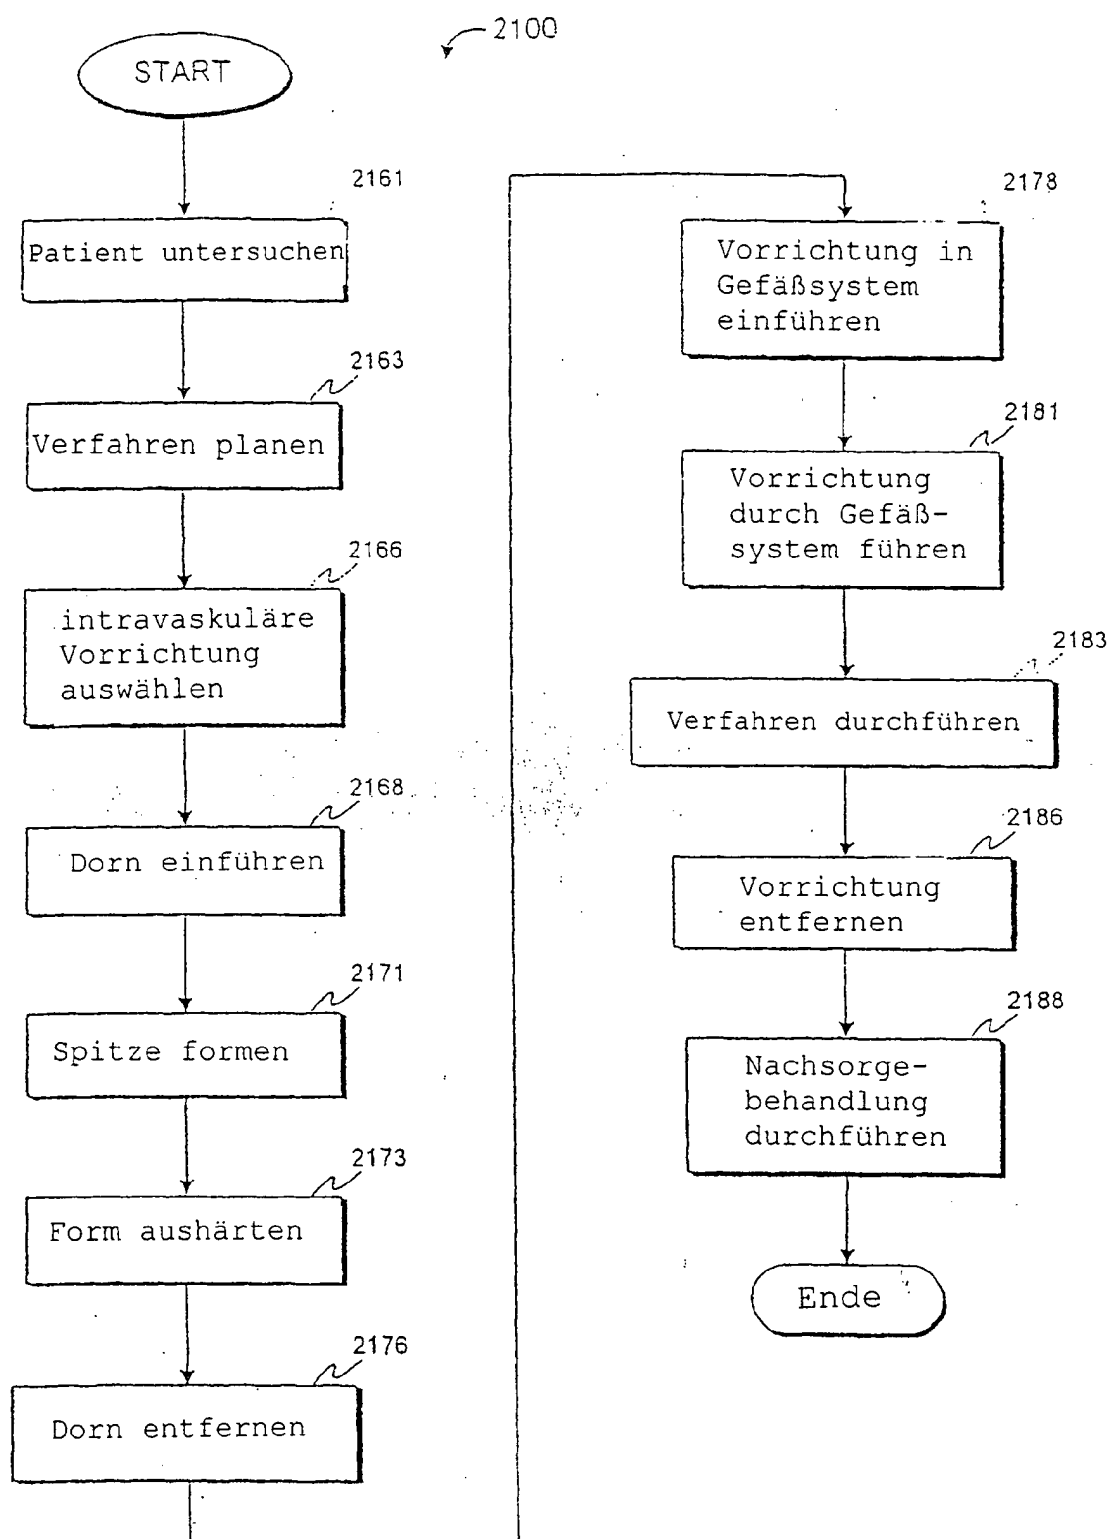 2100
START
2161
Patient untersuchen
2163
Verfahren planen
2166
intravaskuläre
Vorrichtung
auswählen
2168
Dorn einführen
2171
Spitze formen
2173
Form aushärten
2176
Dorn entfernen
2178
Vorrichtung in
Gefäßsystem
einführen
2181
Vorrichtung
durch Gefäß-
system führen
2183
Verfahren durchführen
2186
Vorrichtung
entfernen
2188
Nachsorge-
behandlung
durchführen
Ende